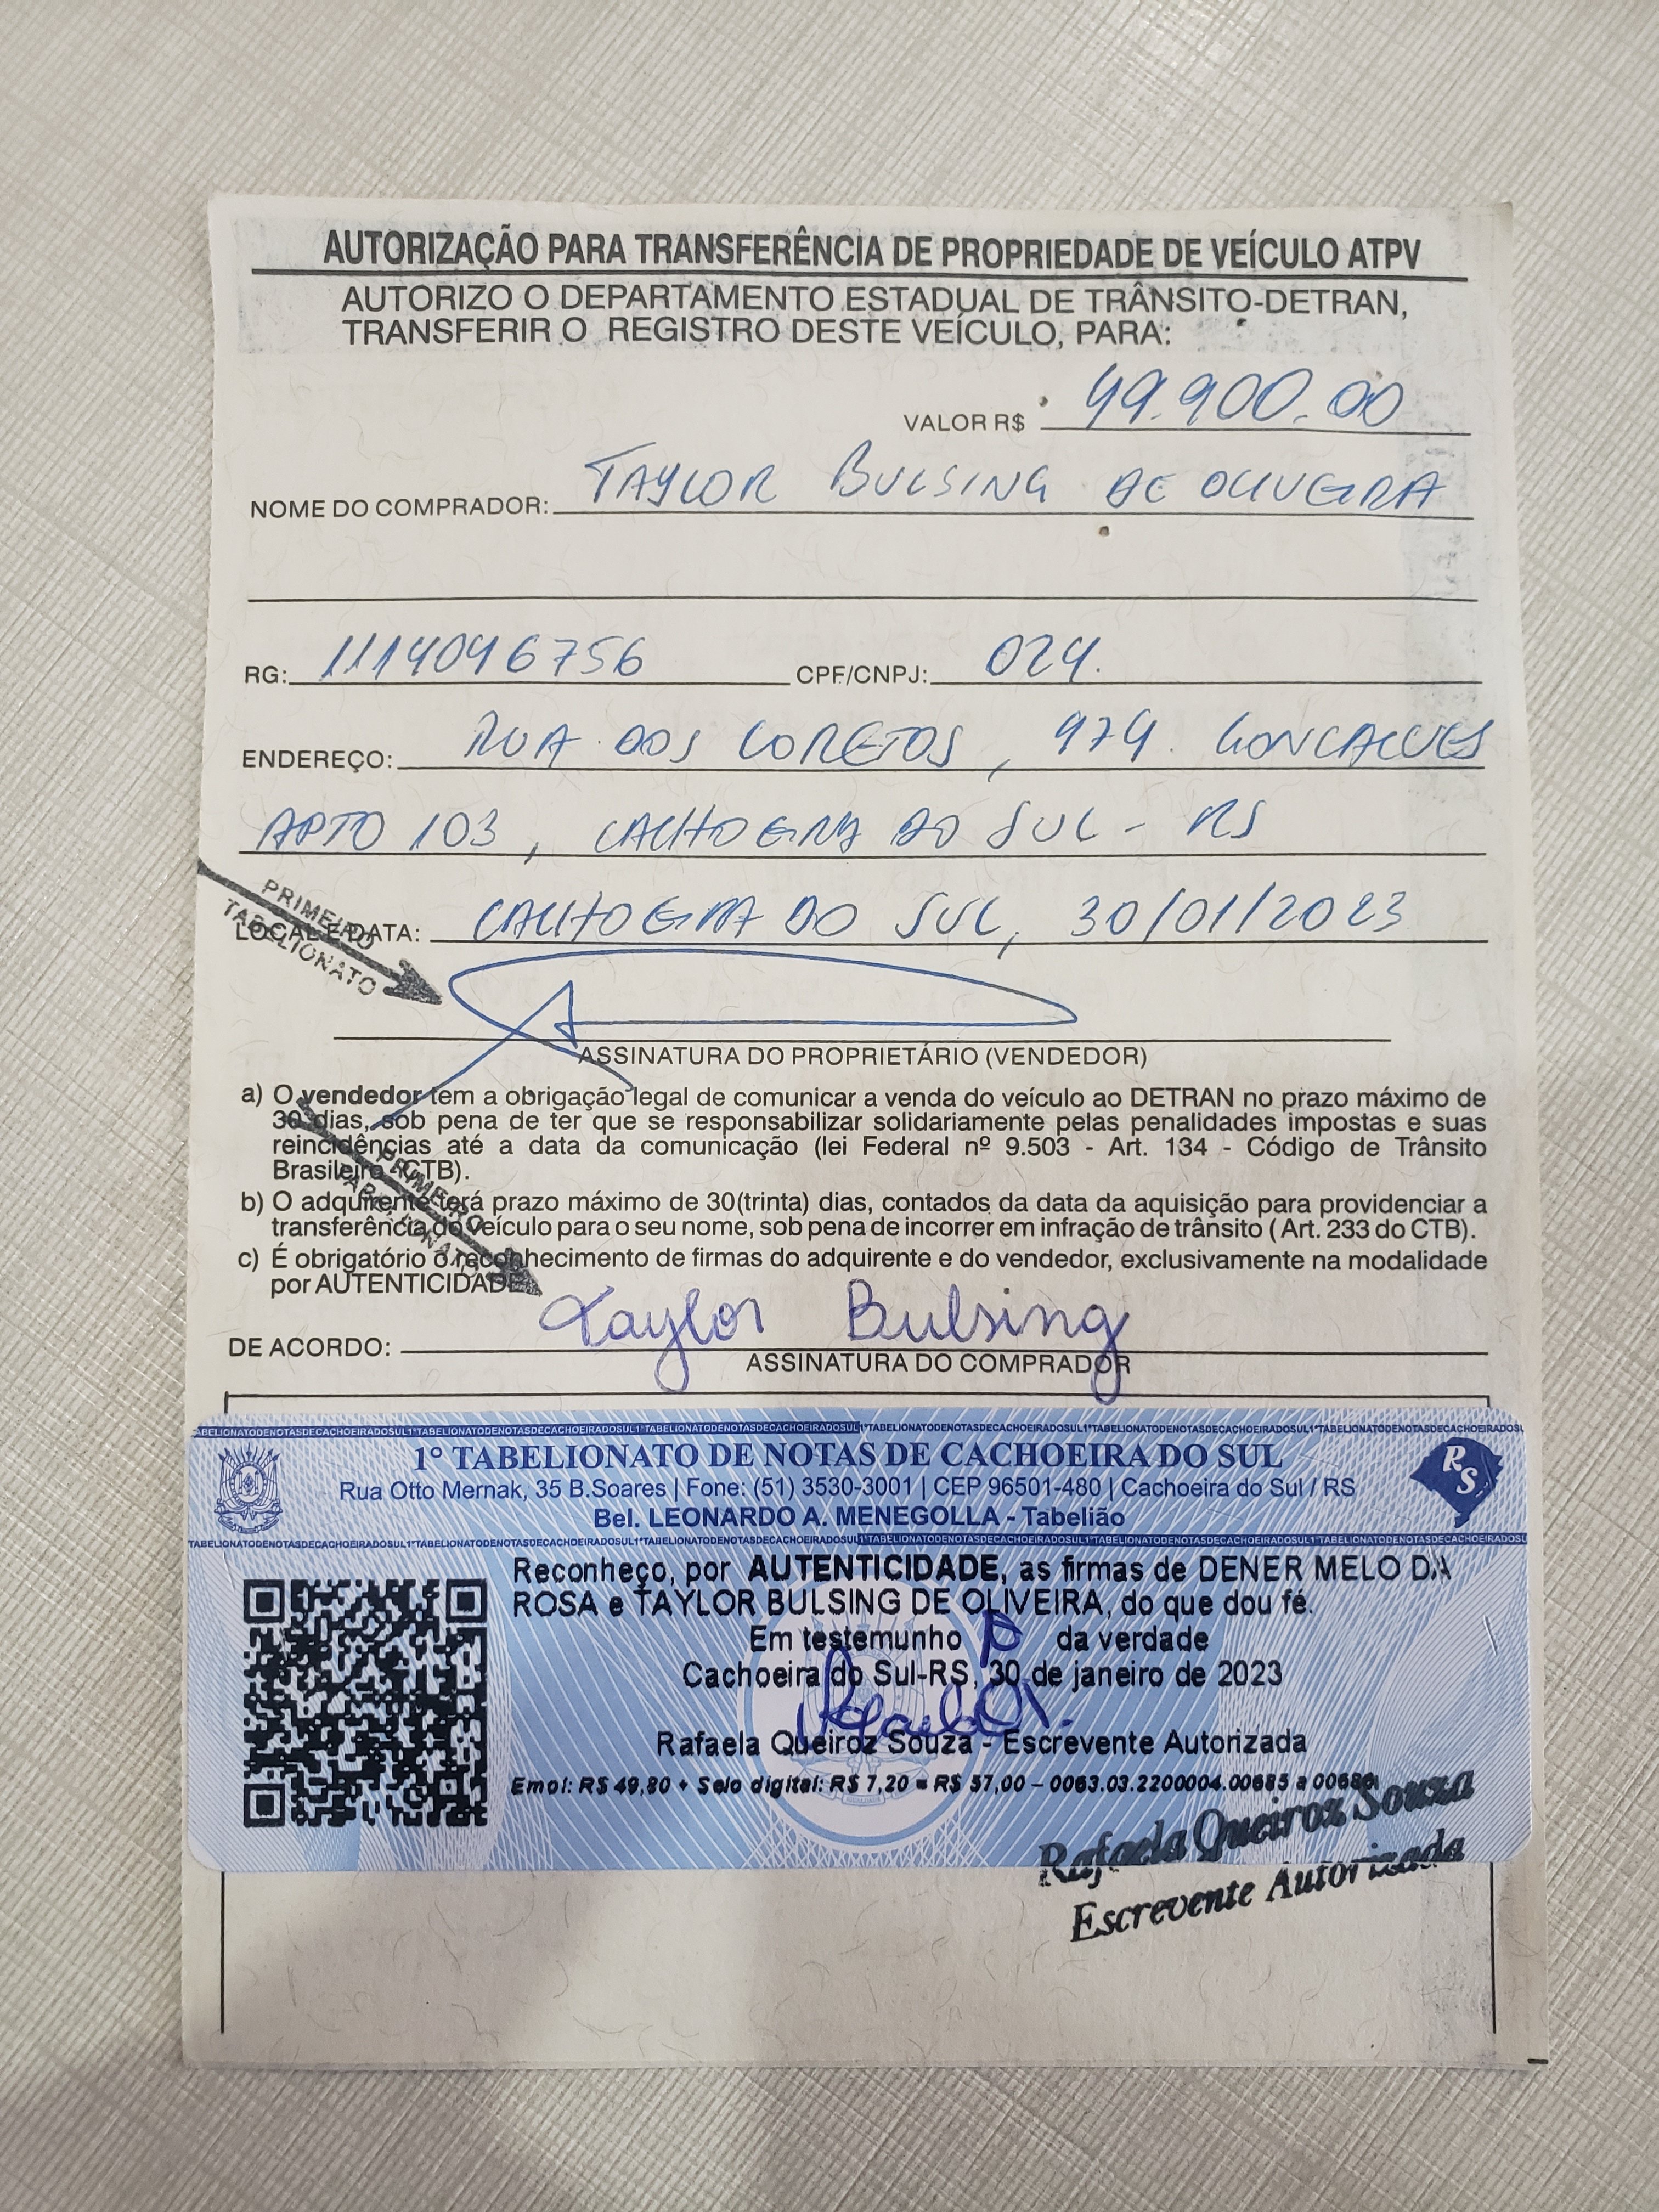 AUTORIZAÇÃO PARA TRANSFERÊNCIA DE PROPRIEDADE DE VEÍCULO ATPV
AUTORIZO O DEPARTAMENTO ESTADUAL DE TRÂNSITO-DETRAN,
TRANSFERIR O REGISTRO DESTE VEÍCULO, PARA:
VALOR R$ 49.900.00
NOME DO COMPRADOR: TAYLOR BULSING DE OLIVEIRA
RG: 1114046756 CPF/CNPJ: 024.
ENDEREÇO: RUA DOS LORETOS, 974. GONCALVES
APTO 103, CACHOEIRA DO SUL - RS
PRIMEIRO
TABELIONATO
LOCAL E DATA: CACHOEIRA DO SUL, 30/01/2023
ASSINATURA DO PROPRIETÁRIO (VENDEDOR)
a) O vendedor tem a obrigação legal de comunicar a venda do veículo ao DETRAN no prazo máximo de
30 dias, sob pena de ter que se responsabilizar solidariamente pelas penalidades impostas e suas
reincidências até a data da comunicação (lei Federal nº 9.503 - Art. 134 - Código de Trânsito
Brasileiro CTB).
PRIMEIRO
TABELIONATO
b) O adquirente terá prazo máximo de 30(trinta) dias, contados da data da aquisição para providenciar a
transferência do veículo para o seu nome, sob pena de incorrer em infração de trânsito ( Art. 233 do CTB).
c) É obrigatório o reconhecimento de firmas do adquirente e do vendedor, exclusivamente na modalidade
por AUTENTICIDADE
DE ACORDO: Taylor Bulsing
ASSINATURA DO COMPRADOR
1º TABELIONATO DE NOTAS DE CACHOEIRA DO SUL
Rua Otto Mernak, 35 B.Soares | Fone: (51) 3530-3001 | CEP 96501-480 | Cachoeira do Sul / RS
Bel. LEONARDO A. MENEGOLLA - Tabelião
RS
Reconheço, por AUTENTICIDADE, as firmas de DENER MELO DA
ROSA e TAYLOR BULSING DE OLIVEIRA, do que dou fé.
Em testemunho da verdade
Cachoeira do Sul-RS, 30 de janeiro de 2023
Rafaela Queiroz Souza - Escrevente Autorizada
Emol: R$ 49,80 + Selo digital: R$ 7,20 = R$ 57,00 - 0063.03.2200004.00685 a 00686
Rafaela Queiroz Souza
Escrevente Autorizada